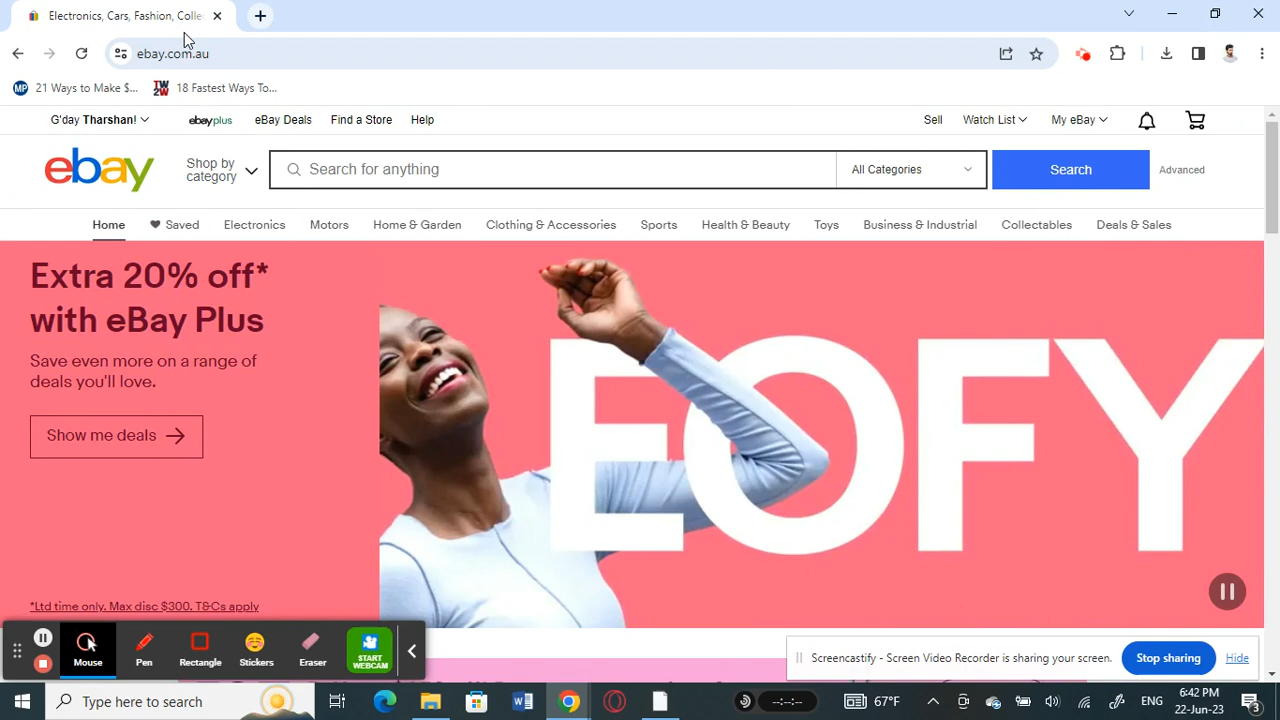 Electronics, Cars, Fashion, Colle
ebay.com.au
21 Ways to Make $...
18 Fastest Ways To...
G'day Tharshan!
ebayplus
eBay Deals
Find a Store
Help
Sell
Watch List
My eBay
ebay
Shop by
category
Search for anything
All Categories
Search
Advanced
Home
Saved
Electronics
Motors
Home & Garden
Clothing & Accessories
Sports
Health & Beauty
Toys
Business & Industrial
Collectables
Deals & Sales
Extra 20% off*
with eBay Plus
Save even more on a range of
deals you'll love.
Show me deals
EOFY
*Ltd time only. Max disc $300. T&Cs apply
Mouse
Pen
Rectangle
Stickers
Eraser
START
WEBCAM
Screencastify - Screen Video Recorder is sharing your screen.
Stop sharing
Hide
Type here to search
--:--:--
67°F
ENG
6:42 PM
22-Jun-23
3